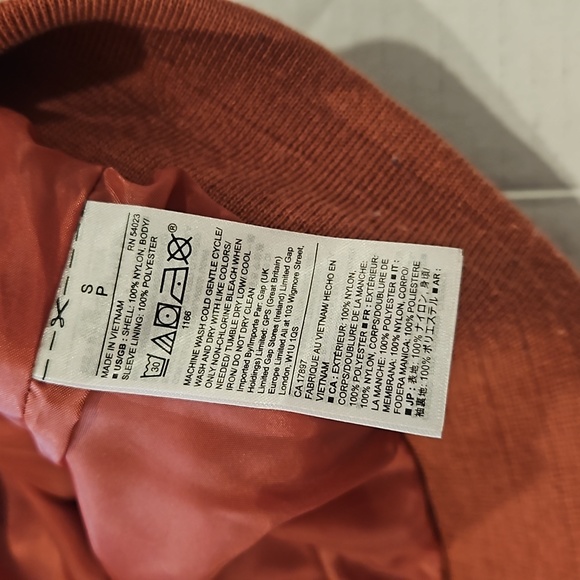 S
P
MADE IN VIETNAM RN 54023
■ US/GB: SHELL: 100% NYLON, BODY/
SLEEVE LINING: 100% POLYESTER
1166
MACHINE WASH COLD GENTLE CYCLE/
WASH AND DRY WITH LIKE COLORS/
ONLY NON-CHLORINE BLEACH WHEN
NEEDED/ TUMBLE DRY LOW/ COOL
IRON/ DO NOT DRY CLEAN
Imported By/Importé Par: Gap (UK
Holdings) Limited, GPS (Great Britain)
Limited Gap Stores (Ireland) Limited Gap
Europe Limited All at 103 Wigmore Street,
London, W1U 1QS
CA 17897
FABRIQUÉ AU VIETNAM/ HECHO EN
VIETNAM
■ CA: EXTÉRIEUR: 100% NYLON,
CORPS/DOUBLURE DE LA MANCHE:
100% POLYESTER ■ FR: EXTÉRIEUR:
100% NYLON, CORPS/DOUBLURE DE
LA MANCHE: 100% POLYESTER ■ IT:
MEMBRANA: 100% NYLON, CORPO/
FODERA MANICA: 100% POLIESTERE
■ JP: 表地: 100% ナイロン, 身頃/
袖裏地: 100% ポリエステル ■ AR: